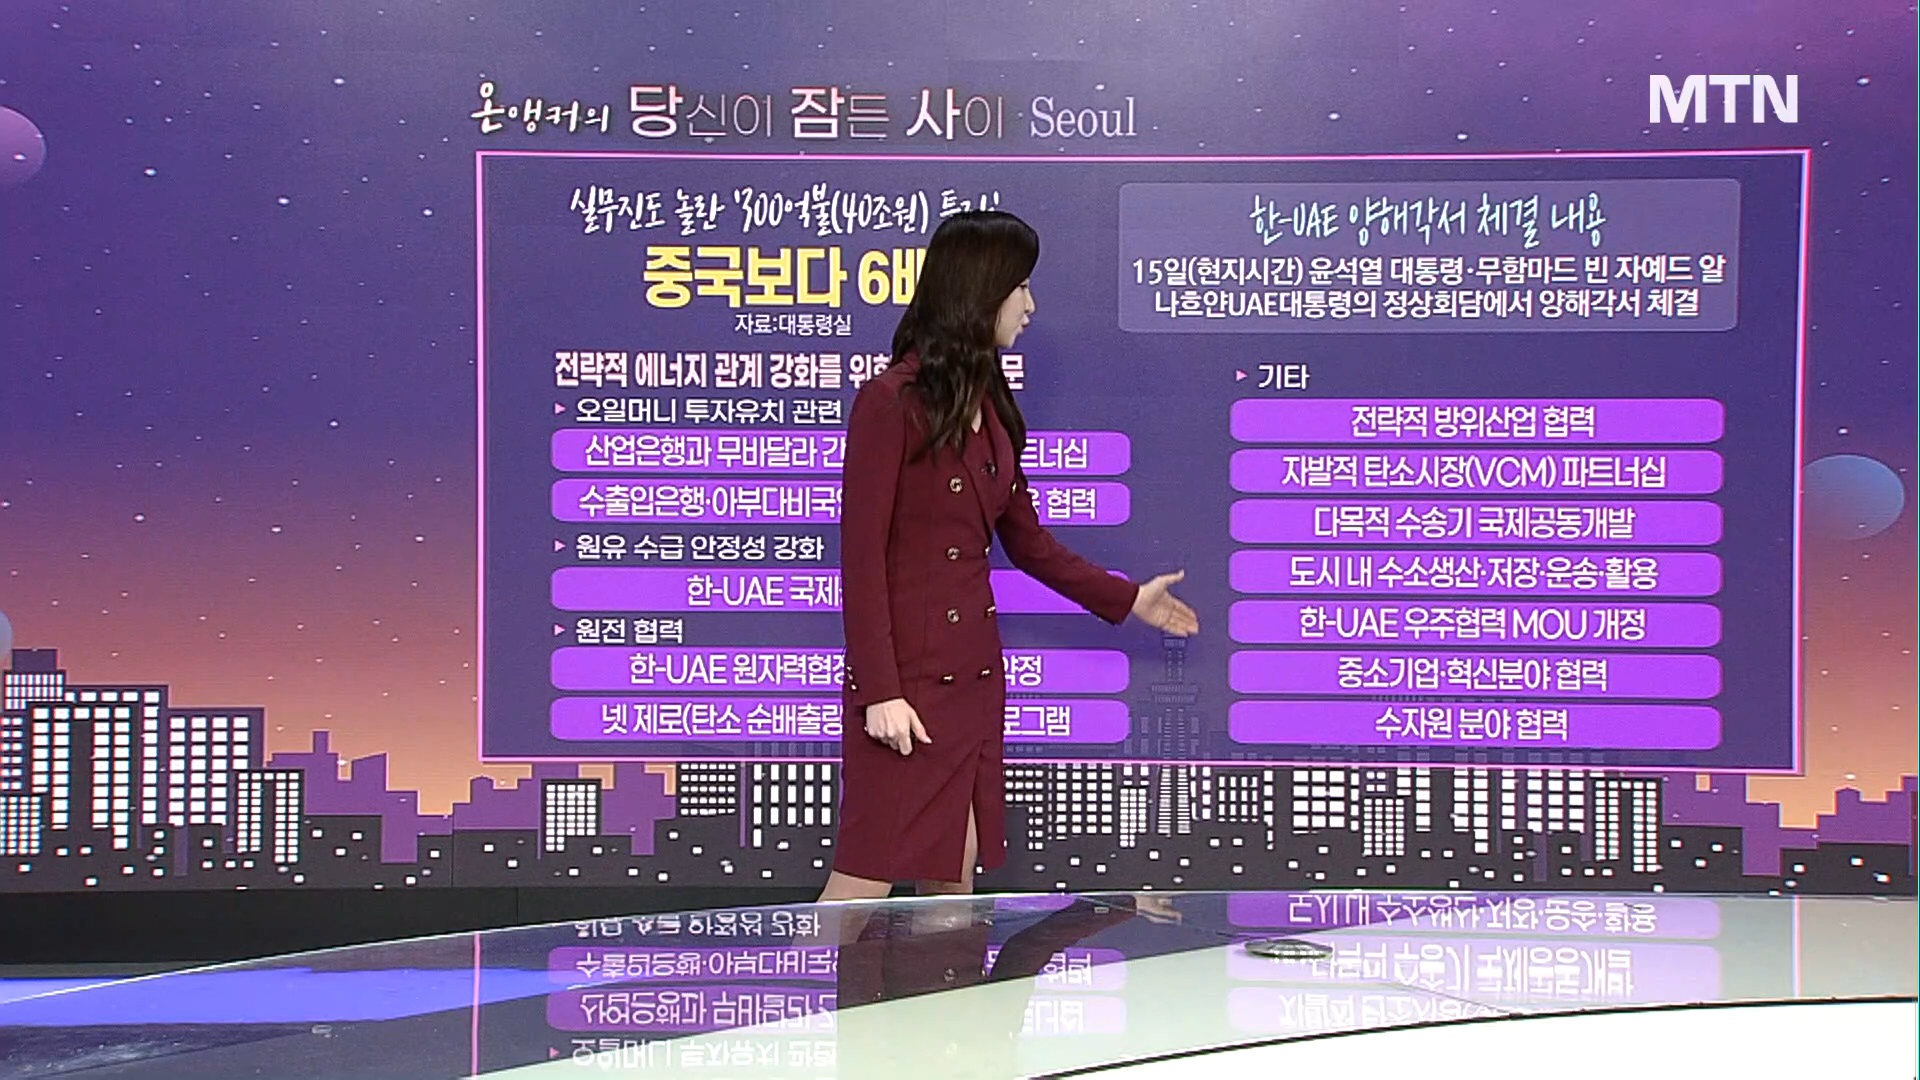 온앵커의 당신이 잠든 사이 Seoul
MTN
실무진도 놀란 '300억불(40조원)
중국보다 6배
자료:대통령실
전략적 에너지 관계 강화를 위한 문
▸ 오일머니 투자유치 관련
산업은행과 무바달라 간 트너십
수출입은행·아부다비국영 협력
▸ 원유 수급 안정성 강화
한-UAE 국제
▸ 원전 협력
한-UAE 원자력협정 약정
넷 제로(탄소 순배출량 로그램
한-UAE 양해각서 체결 내용
15일(현지시간) 윤석열 대통령·무함마드 빈 자예드 알
나흐얀UAE대통령의 정상회담에서 양해각서 체결
▸ 기타
전략적 방위산업 협력
자발적 탄소시장(VCM) 파트너십
다목적 수송기 국제공동개발
도시 내 수소생산·저장·운송·활용
한-UAE 우주협력 MOU 개정
중소기업·혁신분야 협력
수자원 분야 협력